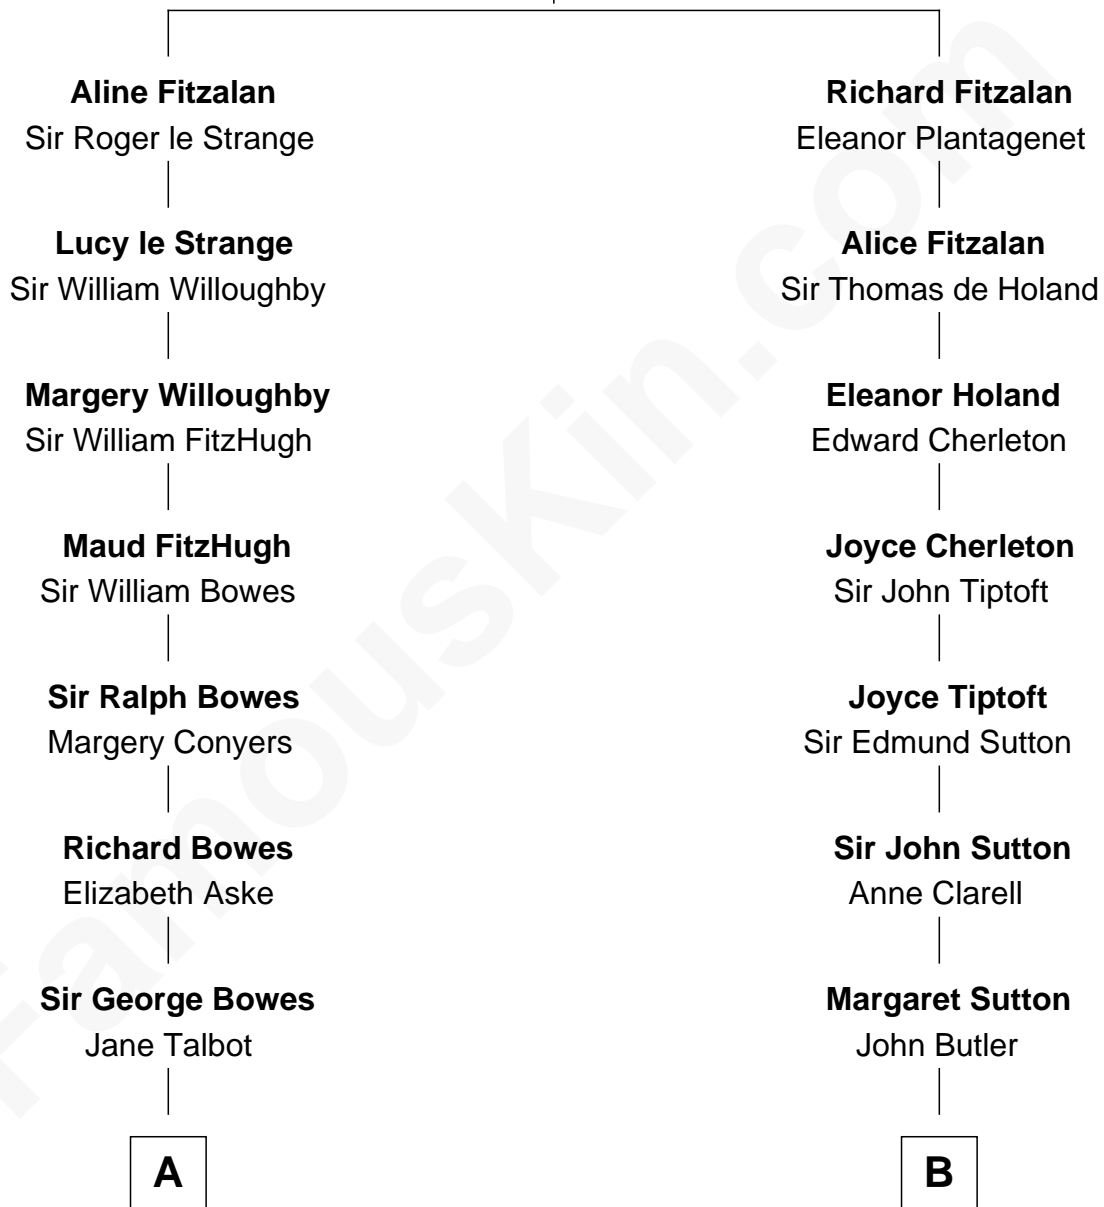 Aline Fitzalan
Sir Roger le Strange
Lucy le Strange
Sir William Willoughby
Margery Willoughby
Sir William FitzHugh
Maud FitzHugh
Sir William Bowes
Sir Ralph Bowes
Margery Conyers
Richard Bowes
Elizabeth Aske
Sir George Bowes
Jane Talbot
A
Richard Fitzalan
Eleanor Plantagenet
Alice Fitzalan
Sir Thomas de Holand
Eleanor Holand
Edward Cherleton
Joyce Cherleton
Sir John Tiptoft
Joyce Tiptoft
Sir Edmund Sutton
Sir John Sutton
Anne Clarell
Margaret Sutton
John Butler
B
FamousKin.com